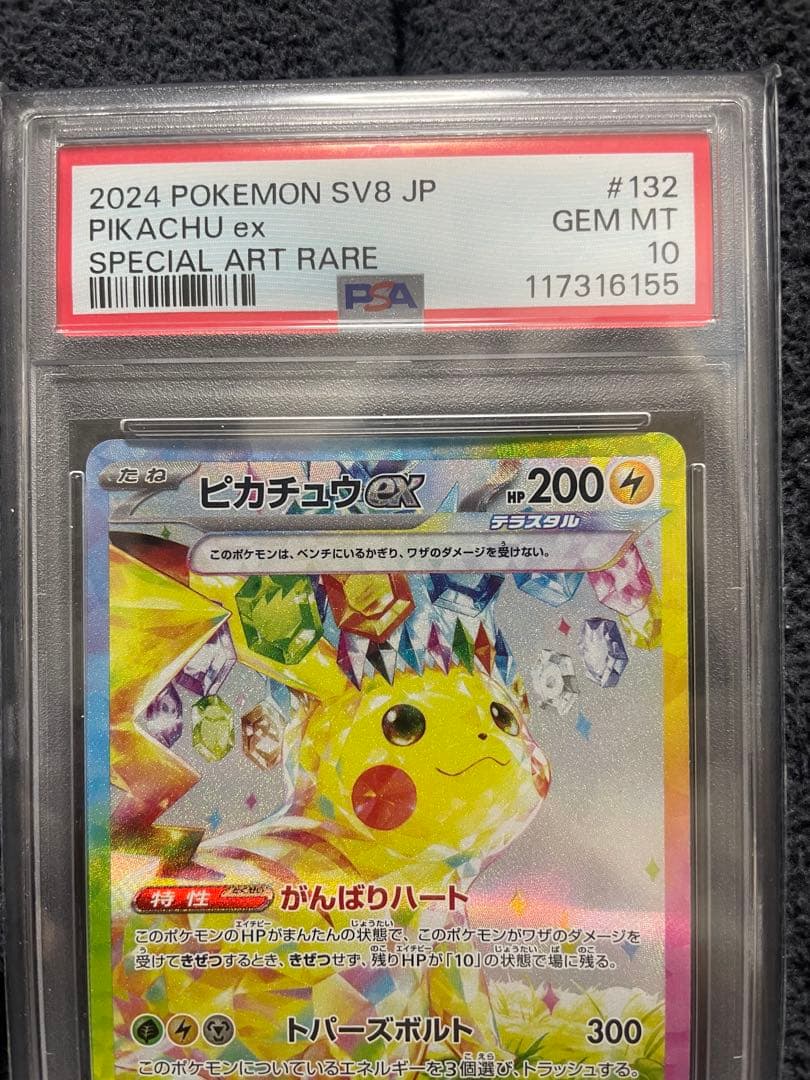 2024 POKEMON SV8 JP #132
PIKACHU ex GEM MT
SPECIAL ART RARE 10
PSA 117316155
たね ピカチュウex HP200
テラスタル
このポケモンは、ベンチにいるかぎり、ワザのダメージを受けない。
特性 とくせい がんばりハート
このポケモンのHPがまんたんの状態で、このポケモンがワザのダメージを
受けてきぜつするとき、きぜつせず、残りHPが「10」の状態で場に残る。
トパーズボルト 300
このポケモンについているエネルギーを3個選び、トラッシュする。